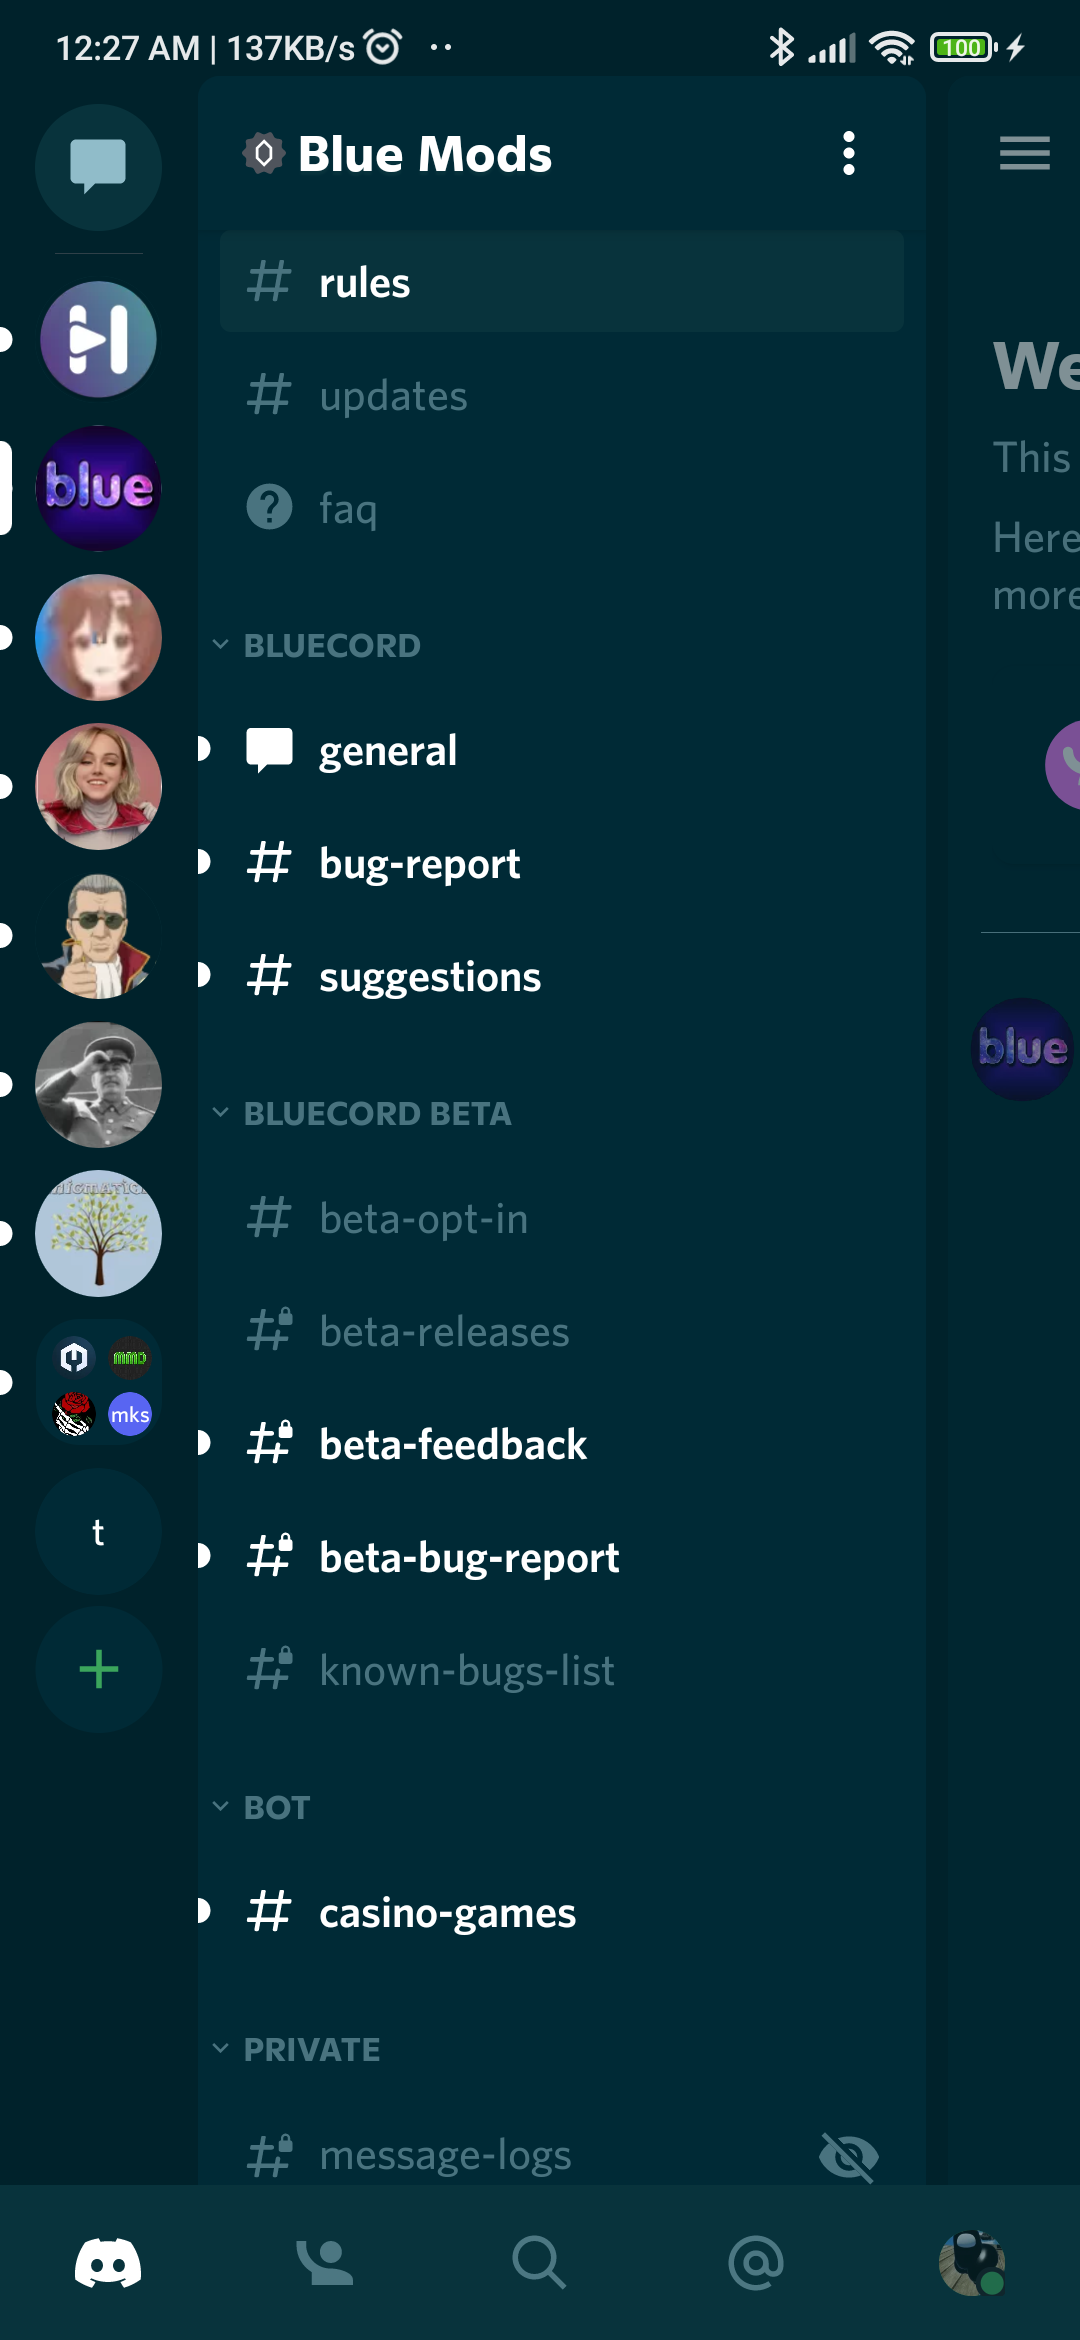 12:27 AM | 137KB/s
100
Blue Mods
rules
updates
faq
BLUECORD
general
bug-report
suggestions
BLUECORD BETA
beta-opt-in
beta-releases
beta-feedback
beta-bug-report
known-bugs-list
BOT
casino-games
PRIVATE
message-logs
blue
mmd
mks
t
We
This
Here
more
blue